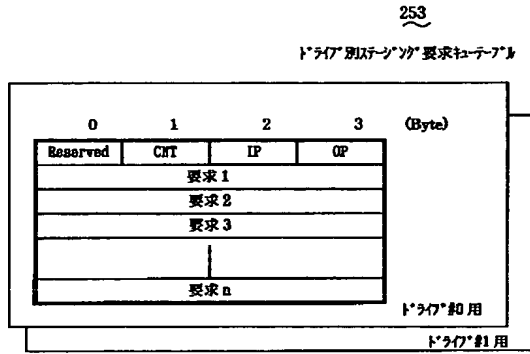 253
ドライブ別ステージング要求キューテーブル
0 1 2 3 (Byte)
Reserved CNT IP OP
要求 1
要求 2
要求 3
要求 n
ドライブ#0 用
ドライブ#1 用